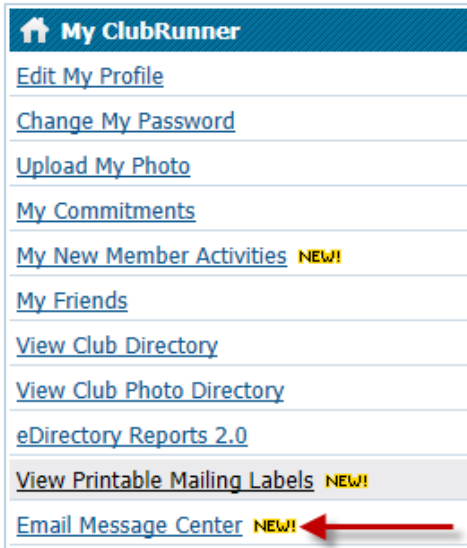 My ClubRunner
Edit My Profile
Change My Password
Upload My Photo
My Commitments
My New Member Activities NEW!
My Friends
View Club Directory
View Club Photo Directory
eDirectory Reports 2.0
View Printable Mailing Labels NEW!
Email Message Center NEW!